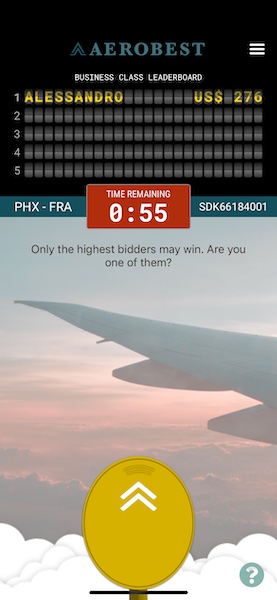 AEROBEST
BUSINESS CLASS LEADERBOARD
1 ALESSANDRO US$ 276
2
3
4
5
TIME REMAINING
PHX - FRA 0:55 SDK66184001
Only the highest bidders may win. Are you
one of them?
?